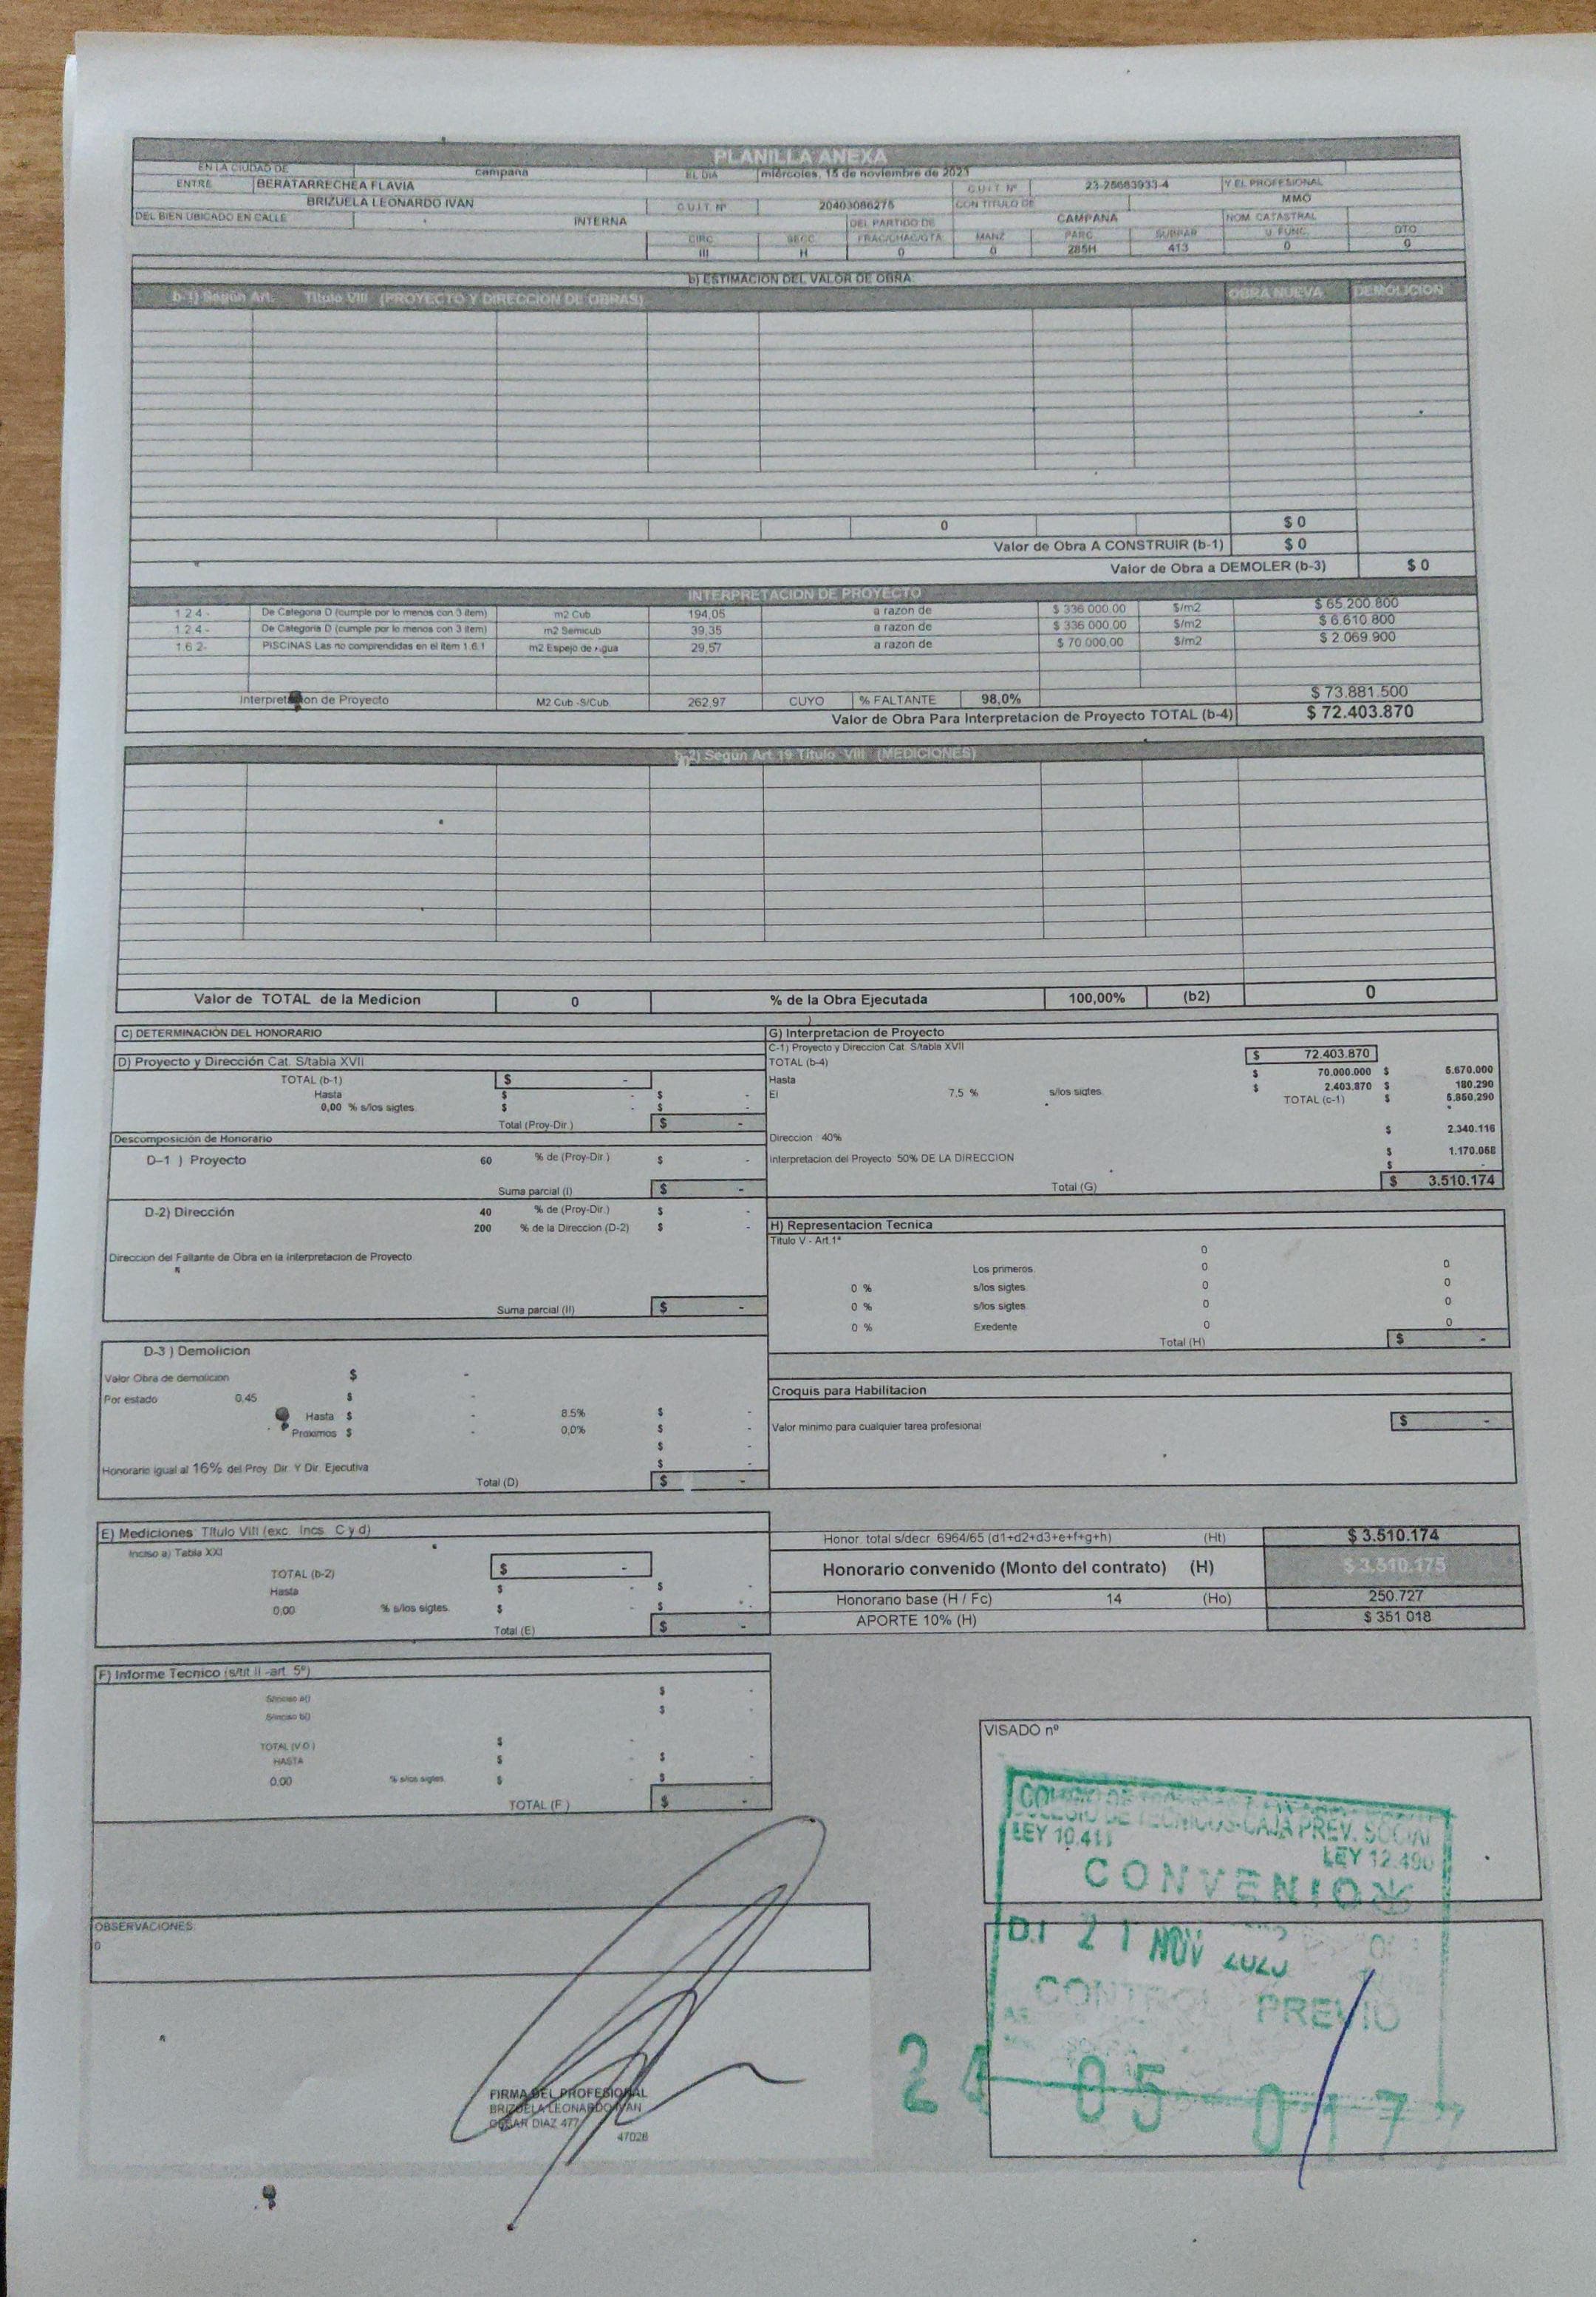 PLANILLA ANEXA
EN LA CIUDAD DE campana EL DIA miércoles, 15 de noviembre de 2023
ENTRE BERATARRECHEA FLAVIA C.U.I.T Nº 23-25683933-4 Y EL PROFESIONAL
BRIZUELA LEONARDO IVAN C.U.I.T. Nº 20403086275 CON TITULO DE MMO
DEL BIEN UBICADO EN CALLE INTERNA DEL PARTIDO DE CAMPANA NOM. CATASTRAL
CIRC. SECC. FRAC/CHAC/QTA MANZ PARC. SUBPAR U. FUNC. DTO
III H 0 0 285H 413 0 0
b) ESTIMACION DEL VALOR DE OBRA:
b-1) Según Art. Titulo VIII (PROYECTO Y DIRECCION DE OBRAS) OBRA NUEVA DEMOLICION
0 $ 0
Valor de Obra A CONSTRUIR (b-1) $ 0
Valor de Obra a DEMOLER (b-3) $ 0
INTERPRETACION DE PROYECTO
1.2.4- De Categoria D (cumple por lo menos con 3 item) m2 Cub 194,05 a razon de $ 336.000,00 $/m2 $ 65.200.800
1.2.4- De Categoria D (cumple por lo menos con 3 item) m2 Semicub 39,35 a razon de $ 336.000,00 $/m2 $ 6.610.800
1.6.2- PISCINAS Las no comprendidas en el item 1.6.1 m2 Espejo de agua 29,57 a razon de $ 70.000,00 $/m2 $ 2.069.900
Interpretacion de Proyecto M2 Cub.-S/Cub. 262,97 CUYO % FALTANTE 98,0% $ 73.881.500
Valor de Obra Para Interpretacion de Proyecto TOTAL (b-4) $ 72.403.870
b-2) Según Art.19 Titulo VIII (MEDICIONES)
Valor de TOTAL de la Medicion 0 % de la Obra Ejecutada 100,00% (b2) 0
C) DETERMINACIÓN DEL HONORARIO
D) Proyecto y Dirección Cat. S/tabla XVII
TOTAL (b-1) $ -
Hasta $ - $ -
0,00 % s/los sigtes. $ - $ -
Total (Proy-Dir.) $ -
Descomposición de Honorario
D-1 ) Proyecto 60 % de (Proy-Dir.) $ -
Suma parcial (I) $ -
D-2) Dirección 40 % de (Proy-Dir.) $ -
200 % de la Direccion (D-2) $ -
Direccion del Faltante de Obra en la Interpretacion de Proyecto
Suma parcial (II) $ -
D-3 ) Demolicion
Valor Obra de demolicion $ -
Por estado 0,45 $ -
Hasta $ - 8,5% $ -
Proximos $ - 0,0% $ -
$ -
Honorario igual al 16% del Proy. Dir. Y Dir. Ejecutiva $ -
Total (D) $ -
G) Interpretacion de Proyecto
C-1) Proyecto y Direccion Cat. S/tabla XVII
TOTAL (b-4) $ 72.403.870
Hasta $ 70.000.000 $ 5.670.000
El 7.5 % s/los sigtes. $ 2.403.870 $ 180.290
TOTAL (c-1) $ 5.850.290
Direccion 40% $ 2.340.116
Interpretacion del Proyecto 50% DE LA DIRECCION $ 1.170.058
$ -
Total (G) $ 3.510.174
H) Representacion Tecnica
Titulo V - Art.1º
0
Los primeros 0 0
0 % s/los sigtes. 0 0
0 % s/los sigtes. 0 0
0 % Exedente 0 0
Total (H) $ -
Croquis para Habilitacion
Valor minimo para cualquier tarea profesional $ -
E) Mediciones Titulo VIII (exc. Incs. C y d)
Inciso a) Tabla XXI
TOTAL (b-2) $ -
Hasta $ - $ -
0,00 % s/los sigtes. $ - $ -
Total (E) $ -
Honor. total s/decr. 6964/65 (d1+d2+d3+e+f+g+h) (Ht) $ 3.510.174
Honorario convenido (Monto del contrato) (H) $ 3.510.175
Honorario base (H / Fc) 14 (Ho) 250.727
APORTE 10% (H) $ 351.018
F) Informe Tecnico (s/tit II -art. 5º)
S/inciso a() $ -
S/inciso b() $ -
TOTAL (V.O.) $ -
HASTA $ - $ -
0,00 % s/los sigtes. $ - $ -
TOTAL (F ) $ -
VISADO nº
COLEGIO DE TECNICOS-CAJA PREV. SOCIAL
LEY 10.411
LEY 12.490
CONVENIO
D.I 21 NOV 2023
CONTROL PREVIO
24 05 017
OBSERVACIONES:
0
FIRMA DEL PROFESIONAL
BRIZUELA LEONARDO IVAN
CESAR DIAZ 477
47028